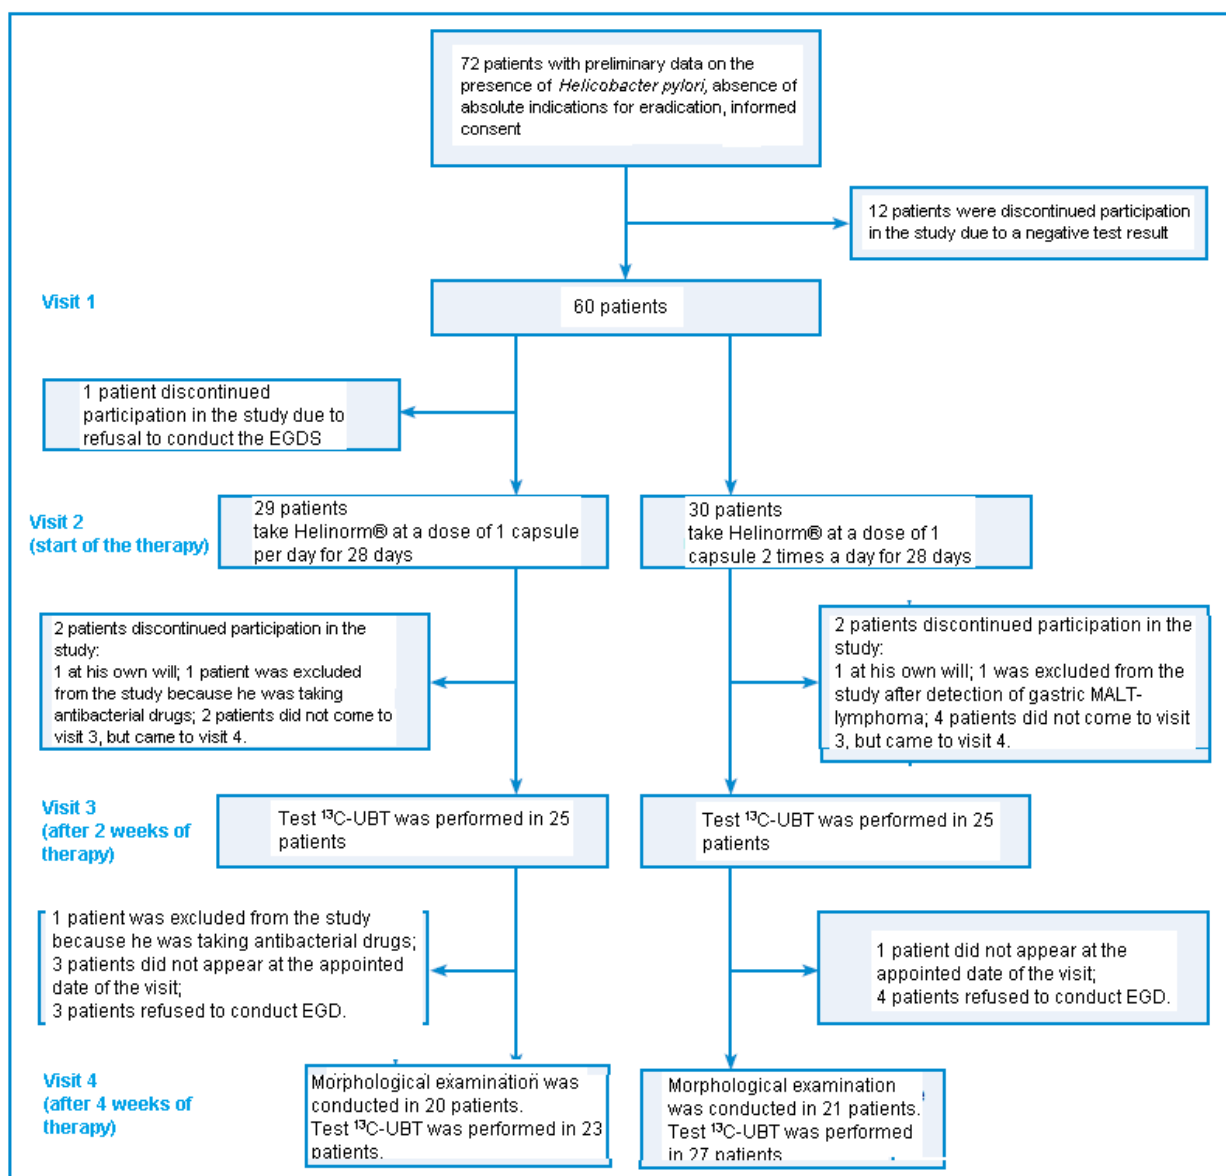 72 patients with preliminary data on the
presence of Helicobacter pylori, absence of
absolute indications for eradication, informed
consent
12 patients were discontinued participation
in the study due to a negative test result
Visit 1
60 patients
1 patient discontinued
participation in the study due to
refusal to conduct the EGDS
Visit 2
(start of the therapy)
29 patients
take Helinorm® at a dose of 1 capsule
per day for 28 days
30 patients
take Helinorm® at a dose of 1
capsule 2 times a day for 28 days
2 patients discontinued participation in the
study:
1 at his own will; 1 patient was excluded
from the study because he was taking
antibacterial drugs; 2 patients did not come to
visit 3, but came to visit 4.
2 patients discontinued participation in the
study:
1 at his own will; 1 was excluded from the
study after detection of gastric MALT-
lymphoma; 4 patients did not come to visit
3, but came to visit 4.
Visit 3
(after 2 weeks of
therapy)
Test ¹³C-UBT was performed in 25
patients
Test ¹³C-UBT was performed in 25
patients
1 patient was excluded from the study
because he was taking antibacterial drugs;
3 patients did not appear at the appointed
date of the visit;
3 patients refused to conduct EGD.
1 patient did not appear at the
appointed date of the visit;
4 patients refused to conduct EGD.
Visit 4
(after 4 weeks of
therapy)
Morphological examination was
conducted in 20 patients.
Test ¹³C-UBT was performed in 23
patients.
Morphological examination
was conducted in 21 patients.
Test ¹³C-UBT was performed
in 27 patients